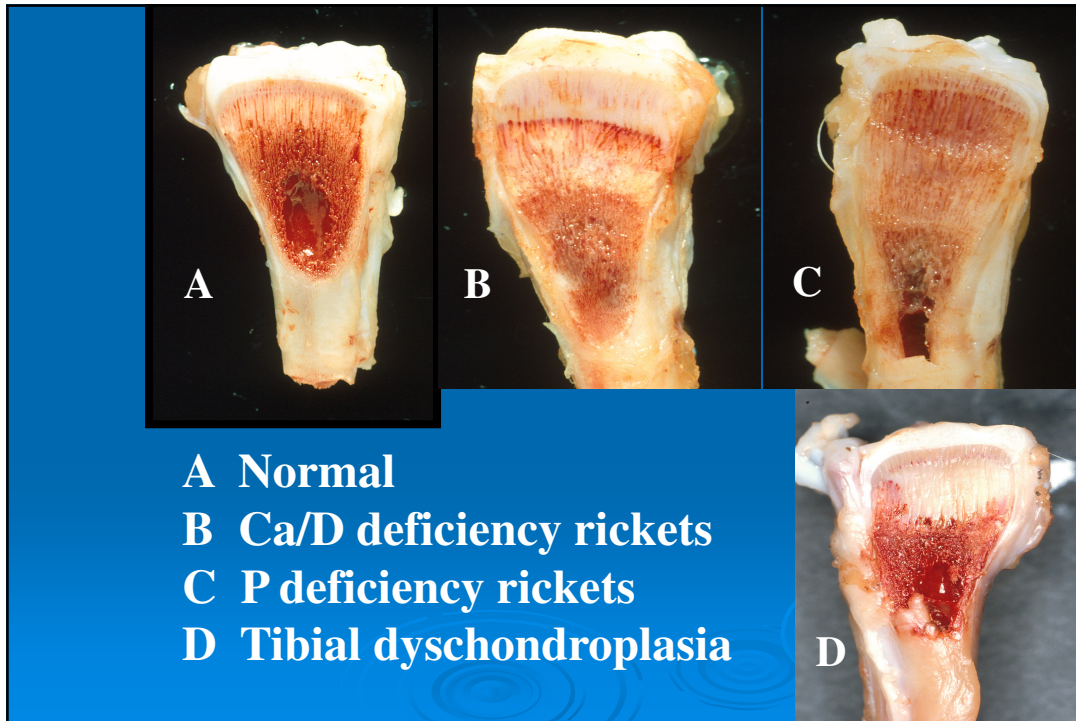 A
B
C
A Normal
B Ca/D deficiency rickets
C P deficiency rickets
D Tibial dyschondroplasia
D